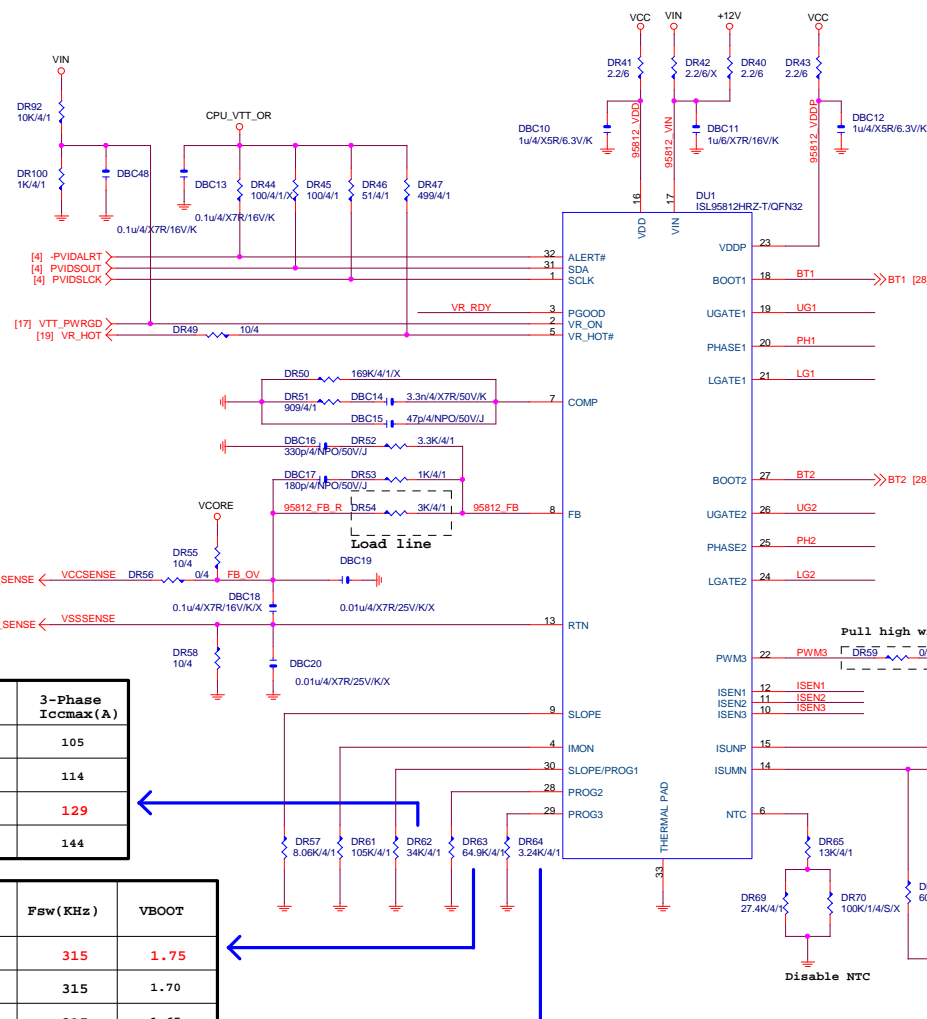 VCC VIN +12V VCC
VIN
DR41
2.2/6
DR42
2.2/6/X
DR40
2.2/6
DR43
2.2/6
DR92
10K/4/1
CPU_VTT_OR
DBC10
1u/4/X5R/6.3V/K
95812_VDD
95812_VIN
DBC11
1u/6/X7R/16V/K
95812_VDDP
DBC12
1u/4/X5R/6.3V/K
DR100
1K/4/1
DBC48
0.1u/4/X7R/16V/K
DBC13
0.1u/4/X7R/16V/K
DR44
100/4/1/X
DR45
100/4/1
DR46
51/4/1
DR47
499/4/1
DU1
ISL95812HRZ-T/QFN32
16 VDD
17 VIN
VDDP 23
[4] -PVIDALRT 32 ALERT#
[4] PVIDSOUT 31 SDA
[4] PVIDSLCK 1 SCLK
BOOT1 18 BT1 BT1 [28]
VR_RDY 3 PGOOD
UGATE1 19 UG1
[17] VTT_PWRGD 2 VR_ON
[19] VR_HOT DR49 10/4 5 VR_HOT#
PHASE1 20 PH1
LGATE1 21 LG1
DR50 169K/4/1/X
DR51
909/4/1
DBC14 3.3n/4/X7R/50V/K
7 COMP
DBC15 47p/4/NPO/50V/J
DBC16
330p/4/NPO/50V/J
DR52 3.3K/4/1
DBC17
180p/4/NPO/50V/J
DR53 1K/4/1
BOOT2 27 BT2 BT2 [28]
VCORE
95812_FB_R DR54 3K/4/1 95812_FB 8 FB
UGATE2 26 UG2
Load line
PHASE2 25 PH2
DR55
10/4
DBC19
0.01u/4/X7R/25V/K/X
SENSE VCCSENSE DR56 0/4 FB_OV
LGATE2 24 LG2
DBC18
0.1u/4/X7R/16V/K/X
_SENSE VSSSENSE 13 RTN
Pull high w
DR58
10/4
DBC20
0.01u/4/X7R/25V/K/X
PWM3 22 PWM3 DR59 0/
ISEN1 12 ISEN1
ISEN2 11 ISEN2
ISEN3 10 ISEN3
3-Phase
Iccmax(A)
105
114
129
144
9 SLOPE
4 IMON
30 SLOPE/PROG1
28 PROG2
29 PROG3
ISUNP 15
ISUMN 14
NTC 6
THERMAL PAD
33
DR57
8.06K/4/1
DR61
105K/4/1
DR62
34K/4/1
DR63
64.9K/4/1
DR64
3.24K/4/1
DR65
13K/4/1
DR69
27.4K/4/1
DR70
100K/1/4/S/X
Disable NTC
Fsw(KHz) VBOOT
315 1.75
315 1.70